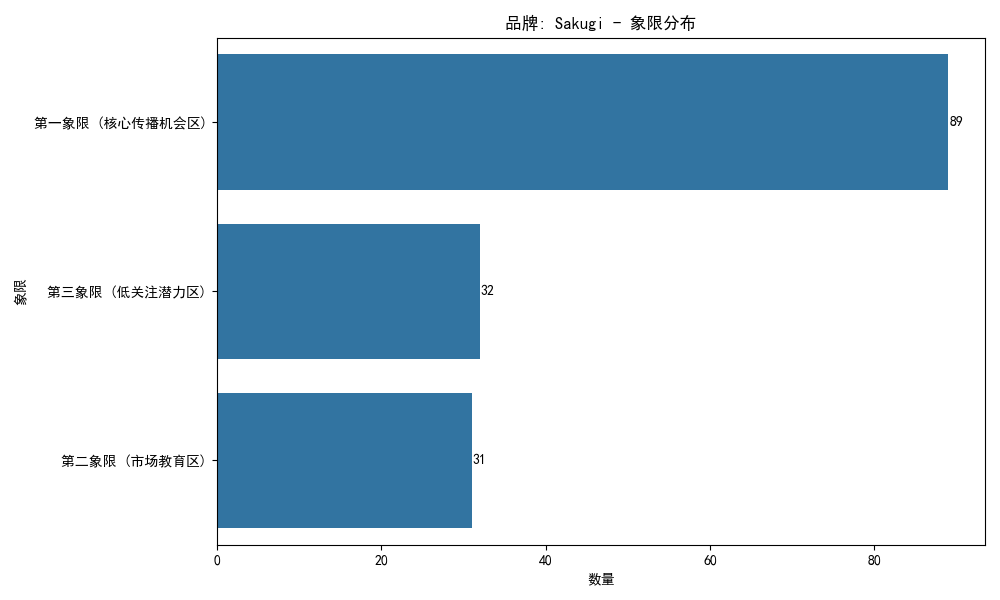 品牌: Sakugi - 象限分布
第一象限 (核心传播机会区)
89
第三象限 (低关注潜力区)
32
第二象限 (市场教育区)
31
象限
0 20 40 60 80
数量